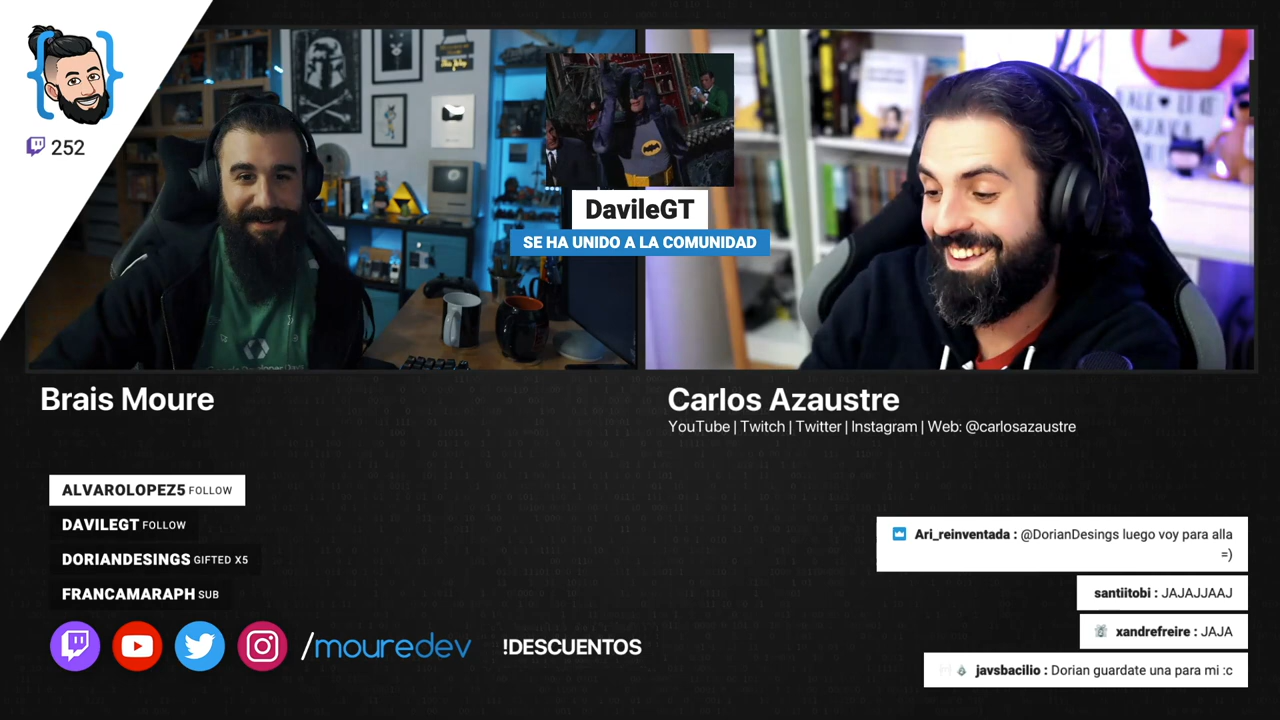 252
DavileGT
SE HA UNIDO A LA COMUNIDAD
Brais Moure
Carlos Azaustre
YouTube | Twitch | Twitter | Instagram | Web: @carlosazaustre
ALVAROLOPEZ5 FOLLOW
DAVILEGT FOLLOW
DORIANDESINGS GIFTED X5
FRANCAMARAPH SUB
/mouredev
!DESCUENTOS
Ari_reinventada : @DorianDesings luego voy para alla
=)
santiitobi : JAJAJJAAJ
xandrefreire : JAJA
javsbacilio : Dorian guardate una para mi :c